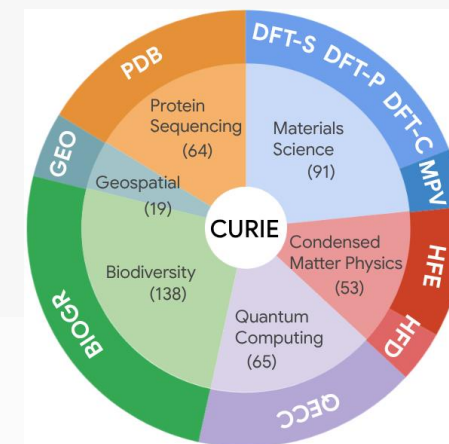 PDB
DFT-S
DFT-P
DFT-C
MPV
HFE
HFD
QECC
BIOGR
GEO
Protein
Sequencing
(64)
Materials
Science
(91)
Geospatial
(19)
CURIE
Condensed
Matter Physics
(53)
Biodiversity
(138)
Quantum
Computing
(65)